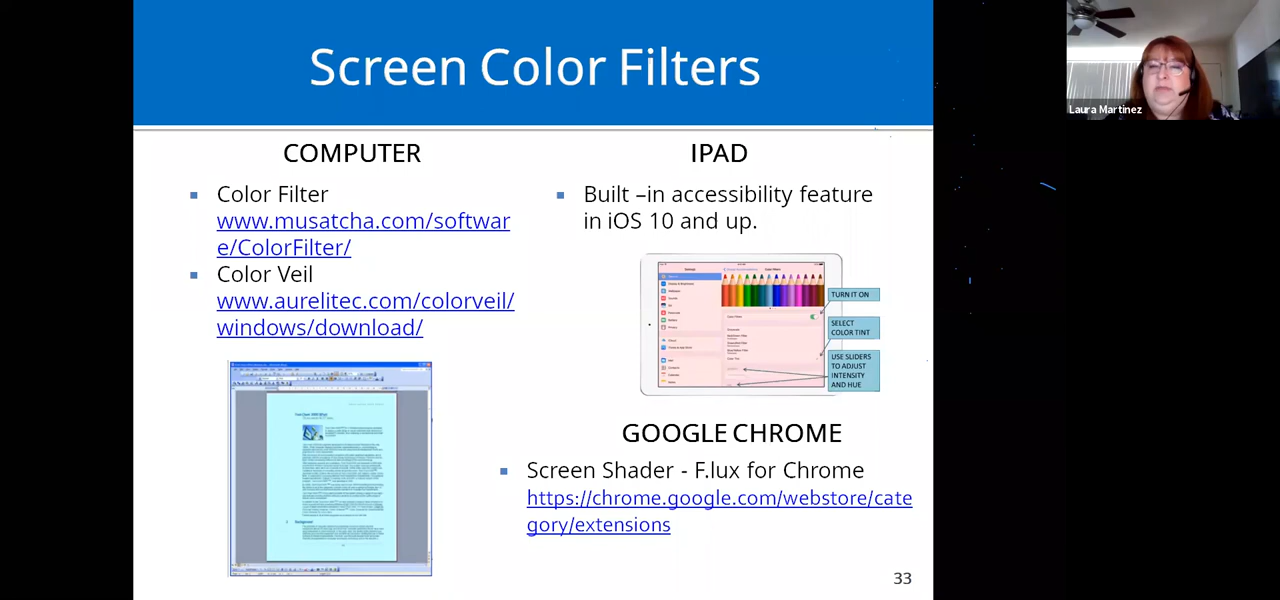 Screen Color Filters
Laura Martinez
COMPUTER
Color Filter
www.musatcha.com/softwar
e/ColorFilter/
Color Veil
www.aurelitec.com/colorveil/
windows/download/
IPAD
Built –in accessibility feature
in iOS 10 and up.
TURN IT ON
SELECT
COLOR TINT
USE SLIDERS
TO ADJUST
INTENSITY
AND HUE
GOOGLE CHROME
Screen Shader - F.lux for Chrome
https://chrome.google.com/webstore/cate
gory/extensions
33